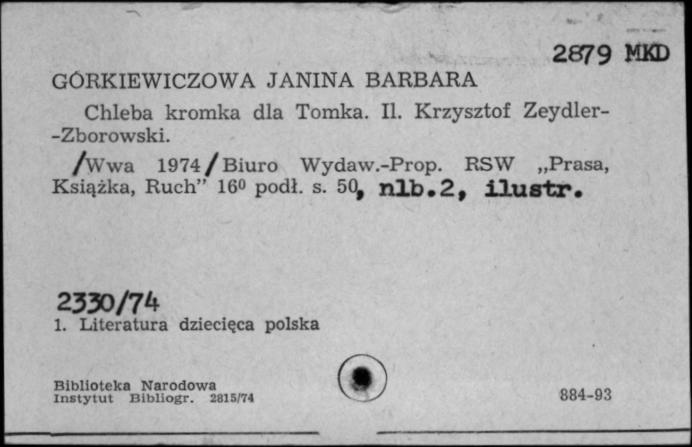 2879 MKD
GÓRKIEWICZOWA JANINA BARBARA
Chleba kromka dla Tomka. Il. Krzysztof Zeydler-
-Zborowski.
/Wwa 1974/ Biuro Wydaw.-Prop. RSW „Prasa,
Książka, Ruch” 16⁰ podł. s. 50, nlb.2, ilustr.
2330/74
1. Literatura dziecięca polska
Biblioteka Narodowa
Instytut Bibliogr. 2815/74
884-93